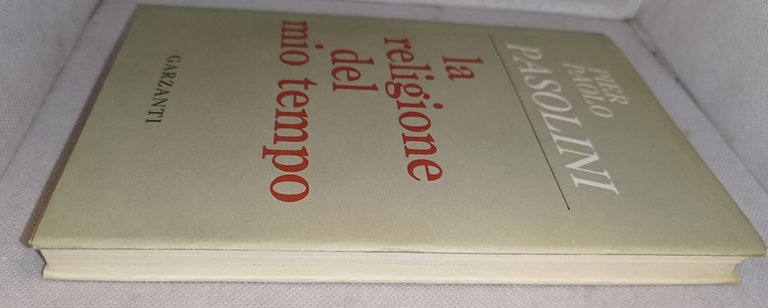 PIER
PAOLO
PASOLINI
la
religione
del
mio tempo
GARZANTI